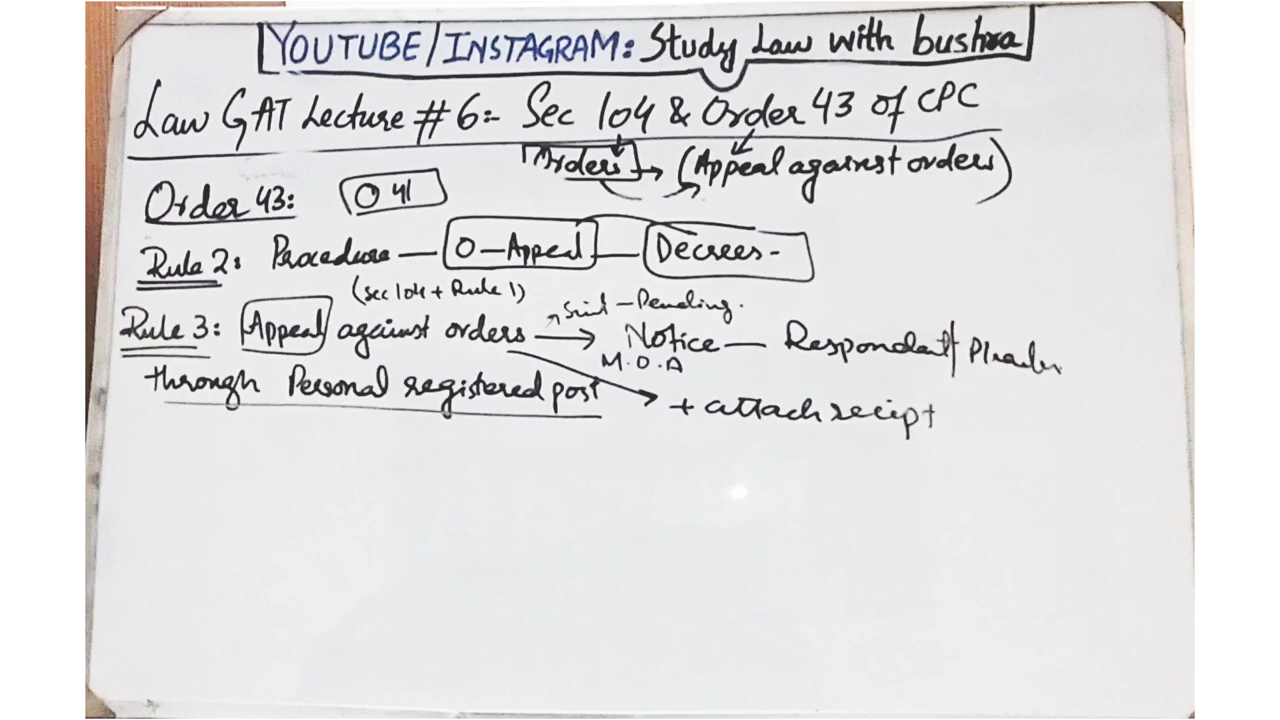 YOUTUBE/INSTAGRAM: Study Law with bushra
Law GAT Lecture # 6:- Sec 104 & Order 43 of CPC
Orders → (Appeal against orders)
Order 43: O 41
Rule 2: Procedure — O — Appeal — Decrees -
(Sec 104 + Rule 1)
Suit - Pending.
Rule 3: Appeal against orders → Notice — Respondent/ Pleader
M.O.A
through Personal registered post
+ attach recipt